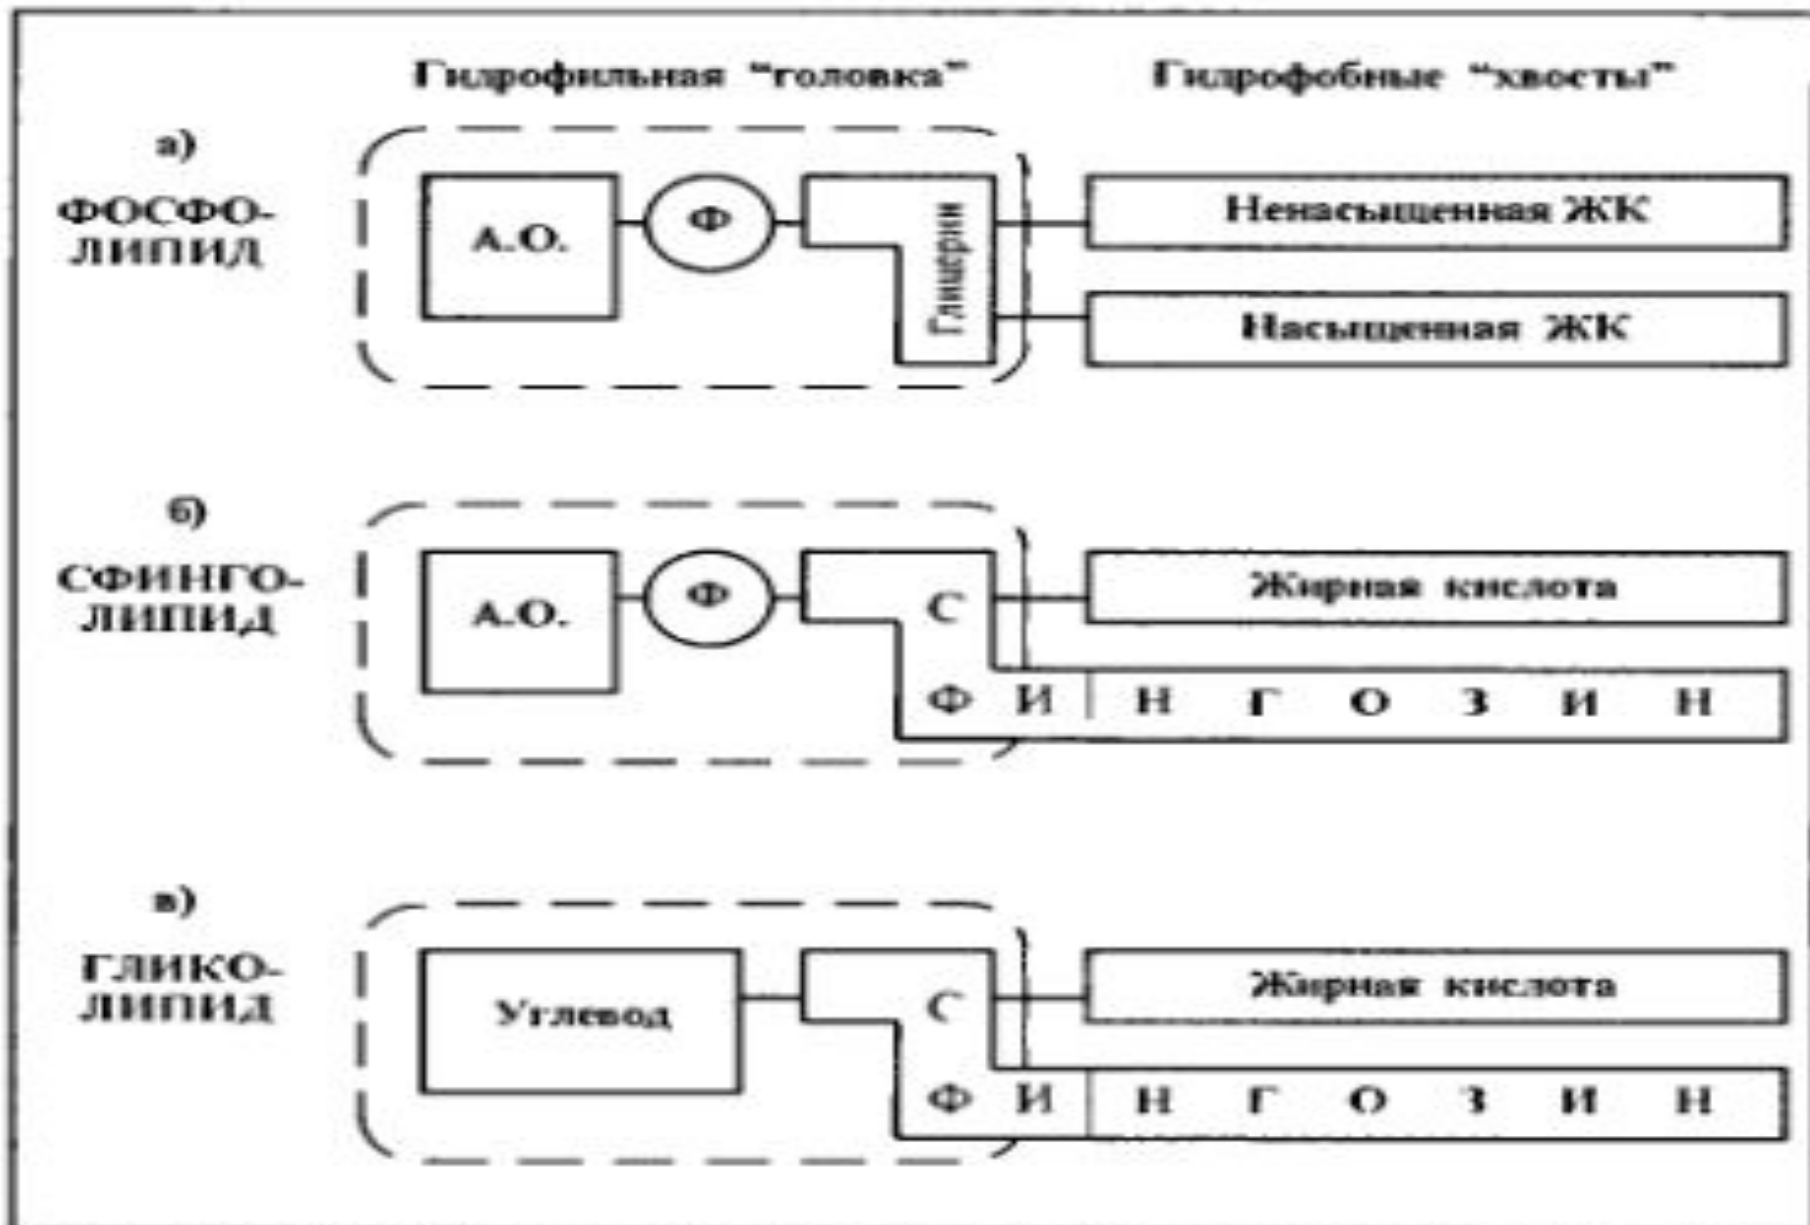 Гидрофильная “головка” Гидрофобные “хвосты”
а)
ФОСФО-
ЛИПИД
А.О. Ф Глицерин Ненасыщенная ЖК
Насыщенная ЖК
б)
СФИНГО-
ЛИПИД
А.О. Ф С Жирная кислота
Ф И Н Г О З И Н
в)
ГЛИКО-
ЛИПИД
Углевод С Жирная кислота
Ф И Н Г О З И Н